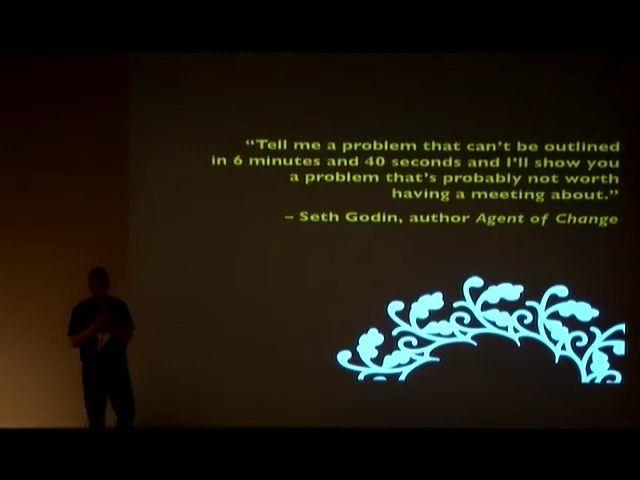 “Tell me a problem that can’t be outlined
in 6 minutes and 40 seconds and I’ll show you
a problem that’s probably not worth
having a meeting about.”
– Seth Godin, author Agent of Change